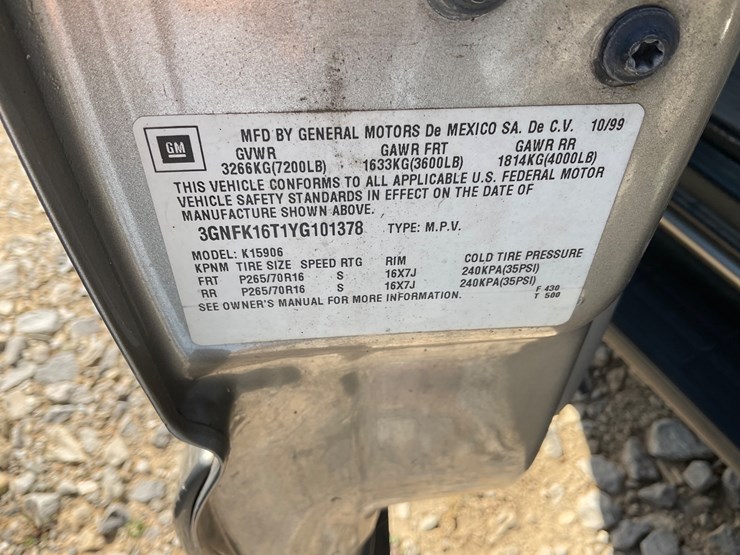 GM
MFD BY GENERAL MOTORS De MEXICO SA. De C.V. 10/99
GVWR GAWR FRT GAWR RR
3266KG(7200LB) 1633KG(3600LB) 1814KG(4000LB)
THIS VEHICLE CONFORMS TO ALL APPLICABLE U.S. FEDERAL MOTOR
VEHICLE SAFETY STANDARDS IN EFFECT ON THE DATE OF
MANUFACTURE SHOWN ABOVE.
3GNFK16T1YG101378 TYPE: M.P.V.
MODEL: K15906
KPNM TIRE SIZE SPEED RTG RIM COLD TIRE PRESSURE
FRT P265/70R16 S 16X7J 240KPA(35PSI)
RR P265/70R16 S 16X7J 240KPA(35PSI)
SEE OWNER'S MANUAL FOR MORE INFORMATION.
F 430
T 500